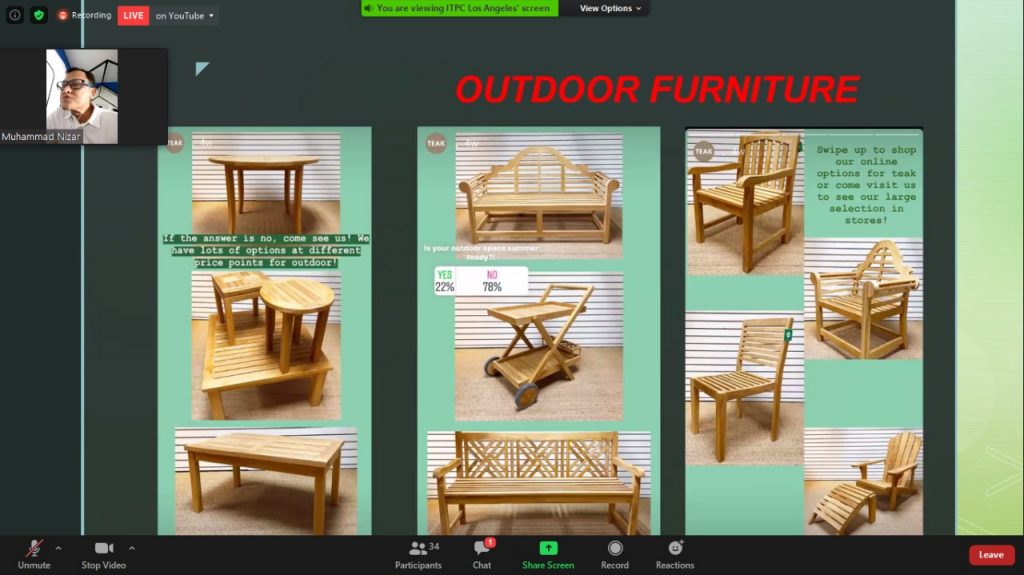 Recording
LIVE
on YouTube
You are viewing ITPC Los Angeles' screen
View Options
Muhammad Nizar
OUTDOOR FURNITURE
TEAK
If the answer is no, come see us! We
have lots of options at different
price points for outdoor!
TEAK
Is your outdoor space summer
ready?!
YES
NO
22%
78%
TEAK
Swipe up to shop
our online
options for teak
or come visit us
to see our large
selection in
stores!
Unmute
Stop Video
Participants
34
Chat
1
Share Screen
Record
Reactions
Leave